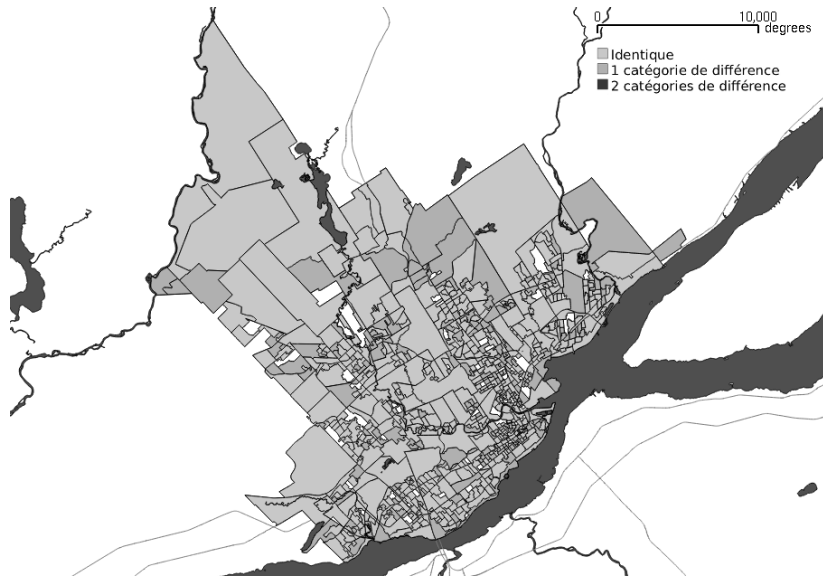 0 10,000
degrees
Identique
1 catégorie de différence
2 catégories de différence